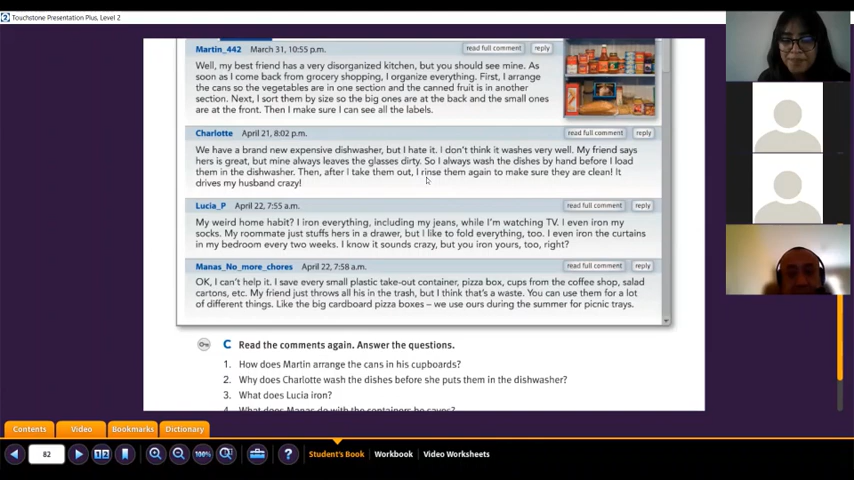 Touchstone Presentation Plus, Level 2
Martin_442 March 31, 10:55 p.m. read full comment reply
Well, my best friend has a very disorganized kitchen, but you should see mine. As
soon as I come back from grocery shopping, I organize everything. First, I arrange
the cans so the vegetables are in one section and the canned fruit is in another
section. Next, I sort them by size so the big ones are at the back and the small ones
are at the front. Then I make sure I can see all the labels.
Charlotte April 21, 8:02 p.m. read full comment reply
We have a brand new expensive dishwasher, but I hate it. I don't think it washes very well. My friend says
hers is great, but mine always leaves the glasses dirty. So I always wash the dishes by hand before I load
them in the dishwasher. Then, after I take them out, I rinse them again to make sure they are clean! It
drives my husband crazy!
Lucia_P April 22, 7:55 a.m. read full comment reply
My weird home habit? I iron everything, including my jeans, while I'm watching TV. I even iron my
socks. My roommate just stuffs hers in a drawer, but I like to fold everything, too. I even iron the curtains
in my bedroom every two weeks. I know it sounds crazy, but you iron yours, too, right?
Manas_No_more_chores April 22, 7:58 a.m. read full comment reply
OK, I can't help it. I save every small plastic take-out container, pizza box, cups from the coffee shop, salad
cartons, etc. My friend just throws all his in the trash, but I think that's a waste. You can use them for a lot
of different things. Like the big cardboard pizza boxes – we use ours during the summer for picnic trays.
C Read the comments again. Answer the questions.
1. How does Martin arrange the cans in his cupboards?
2. Why does Charlotte wash the dishes before she puts them in the dishwasher?
3. What does Lucia iron?
4. What does Manas do with the containers he saves?
Contents Video Bookmarks Dictionary
82 1 2 100% ? Student's Book Workbook Video Worksheets